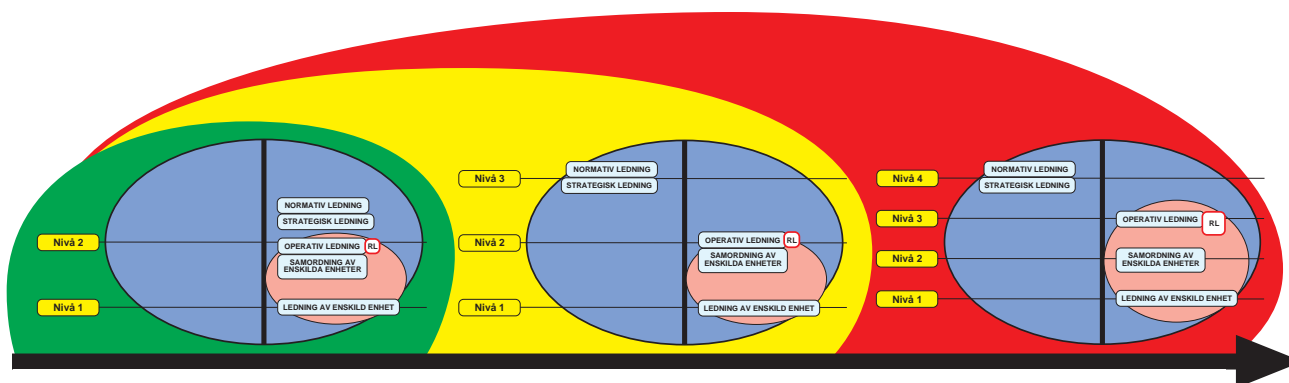 NORMATIV LEDNING
STRATEGISK LEDNING
Nivå 2
OPERATIV LEDNING
RL
SAMORDNING AV
ENSKILDA ENHETER
Nivå 1
LEDNING AV ENSKILD ENHET
Nivå 3
NORMATIV LEDNING
STRATEGISK LEDNING
Nivå 2
OPERATIV LEDNING
RL
SAMORDNING AV
ENSKILDA ENHETER
Nivå 1
LEDNING AV ENSKILD ENHET
Nivå 4
NORMATIV LEDNING
STRATEGISK LEDNING
Nivå 3
OPERATIV LEDNING
RL
Nivå 2
SAMORDNING AV
ENSKILDA ENHETER
Nivå 1
LEDNING AV ENSKILD ENHET